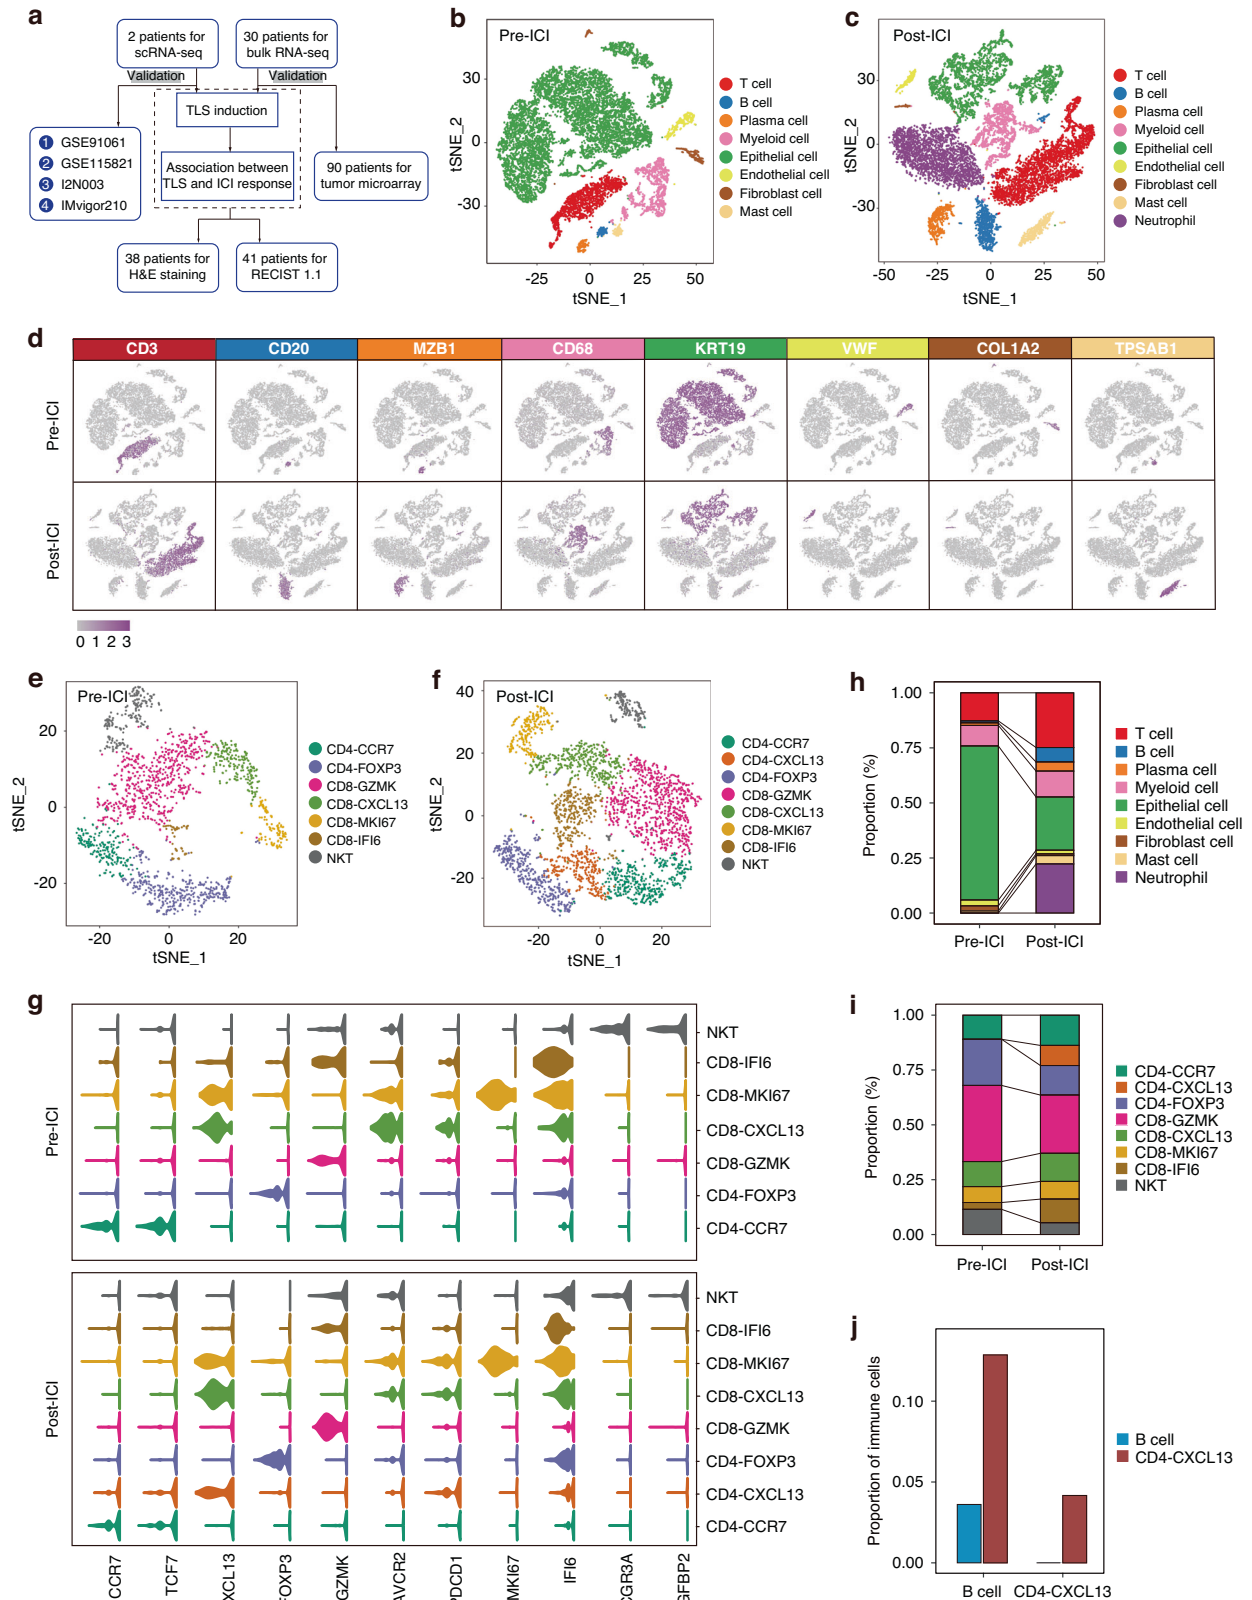 a
2 patients for
scRNA-seq
30 patients for
bulk RNA-seq
Validation
Validation
TLS induction
1 GSE91061
2 GSE115821
3 I2N003
4 IMvigor210
Association between
TLS and ICI response
90 patients for
tumor microarray
38 patients for
H&E staining
41 patients for
RECIST 1.1
b
Pre-ICI
30
0
-30
tSNE_2
-25 0 25 50
tSNE_1
T cell
B cell
Plasma cell
Myeloid cell
Epithelial cell
Endothelial cell
Fibroblast cell
Mast cell
c
Post-ICI
30
0
-30
tSNE_2
-50 -25 0 25 50
tSNE_1
T cell
B cell
Plasma cell
Myeloid cell
Epithelial cell
Endothelial cell
Fibroblast cell
Mast cell
Neutrophil
d
CD3 CD20 MZB1 CD68 KRT19 VWF COL1A2 TPSAB1
Pre-ICI
Post-ICI
0 1 2 3
e
Pre-ICI
20
0
-20
tSNE_2
-20 0 20
tSNE_1
CD4-CCR7
CD4-FOXP3
CD8-GZMK
CD8-CXCL13
CD8-MKI67
CD8-IFI6
NKT
f
Post-ICI
40
20
0
-20
tSNE_2
-20 0 20
tSNE_1
CD4-CCR7
CD4-CXCL13
CD4-FOXP3
CD8-GZMK
CD8-CXCL13
CD8-MKI67
CD8-IFI6
NKT
h
1.00
0.75
0.50
0.25
0.00
Proportion (%)
Pre-ICI Post-ICI
T cell
B cell
Plasma cell
Myeloid cell
Epithelial cell
Endothelial cell
Fibroblast cell
Mast cell
Neutrophil
g
Pre-ICI
NKT
CD8-IFI6
CD8-MKI67
CD8-CXCL13
CD8-GZMK
CD4-FOXP3
CD4-CCR7
Post-ICI
NKT
CD8-IFI6
CD8-MKI67
CD8-CXCL13
CD8-GZMK
CD4-FOXP3
CD4-CXCL13
CD4-CCR7
CCR7 TCF7 XCL13 FOXP3 GZMK AVCR2 PDCD1 MKI67 IFI6 CGR3A GFBP2
i
1.00
0.75
0.50
0.25
0.00
Proportion (%)
Pre-ICI Post-ICI
CD4-CCR7
CD4-CXCL13
CD4-FOXP3
CD8-GZMK
CD8-CXCL13
CD8-MKI67
CD8-IFI6
NKT
j
0.10
0.05
0.00
Proportion of immune cells
B cell CD4-CXCL13
B cell
CD4-CXCL13